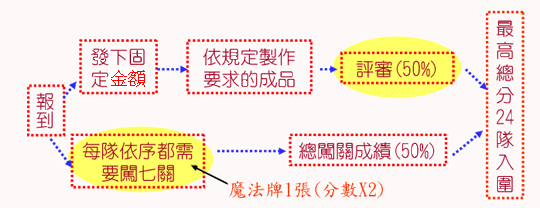 報到
發下固
定金額
依規定製作
要求的成品
評審(50%)
每隊依序都需
要闖七關
總闖關成績(50%)
魔法牌1張(分數X2)
最高總分24隊入圍